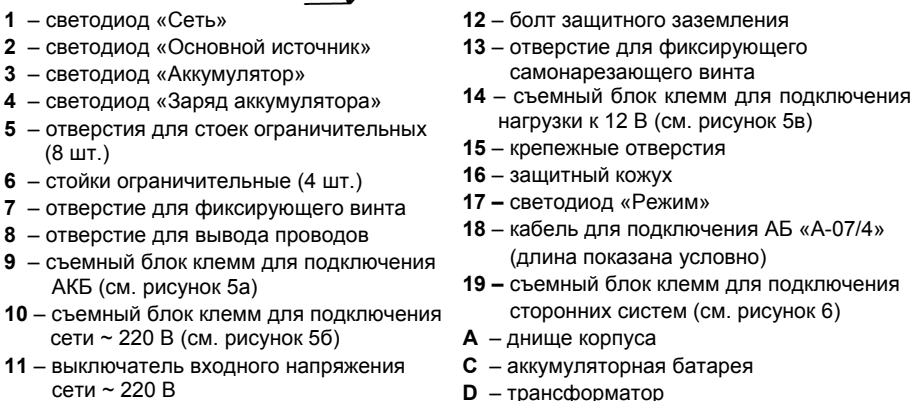 1 – светодиод «Сеть»
2 – светодиод «Основной источник»
3 – светодиод «Аккумулятор»
4 – светодиод «Заряд аккумулятора»
5 – отверстия для стоек ограничительных
(8 шт.)
6 – стойки ограничительные (4 шт.)
7 – отверстие для фиксирующего винта
8 – отверстие для вывода проводов
9 – съемный блок клемм для подключения
АКБ (см. рисунок 5а)
10 – съемный блок клемм для подключения
сети ~ 220 В (см. рисунок 5б)
11 – выключатель входного напряжения
сети ~ 220 В
12 – болт защитного заземления
13 – отверстие для фиксирующего
самонарезающего винта
14 – съемный блок клемм для подключения
нагрузки к 12 В (см. рисунок 5в)
15 – крепежные отверстия
16 – защитный кожух
17 – светодиод «Режим»
18 – кабель для подключения АБ «А-07/4»
(длина показана условно)
19 – съемный блок клемм для подключения
сторонних систем (см. рисунок 6)
A – днище корпуса
C – аккумуляторная батарея
D – трансформатор